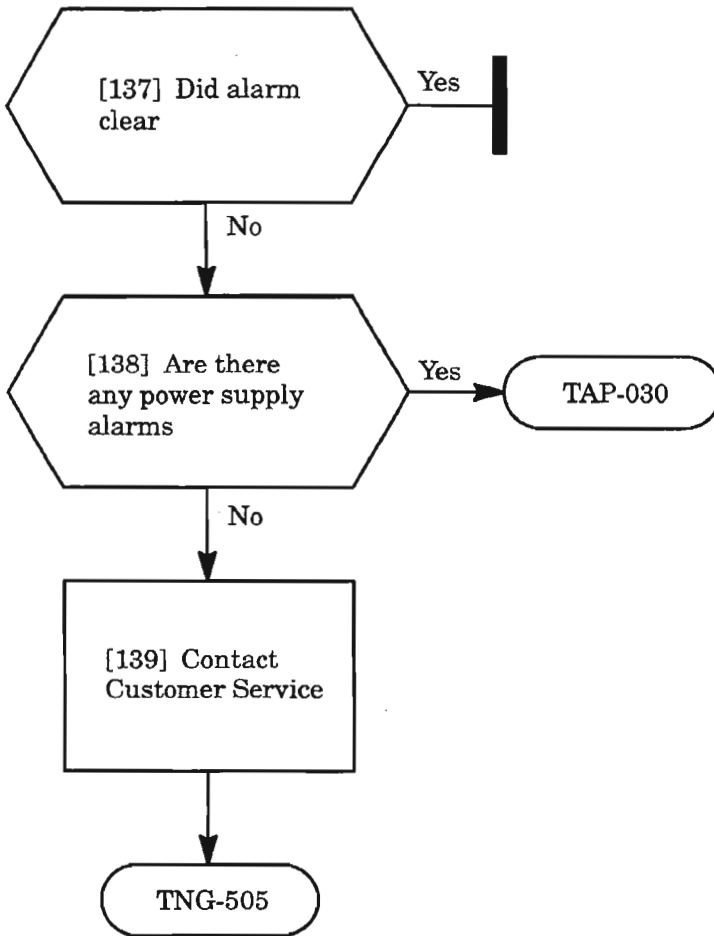 [137] Did alarm
clear
Yes
No
[138] Are there
any power supply
alarms
Yes
TAP-030
No
[139] Contact
Customer Service
TNG-505